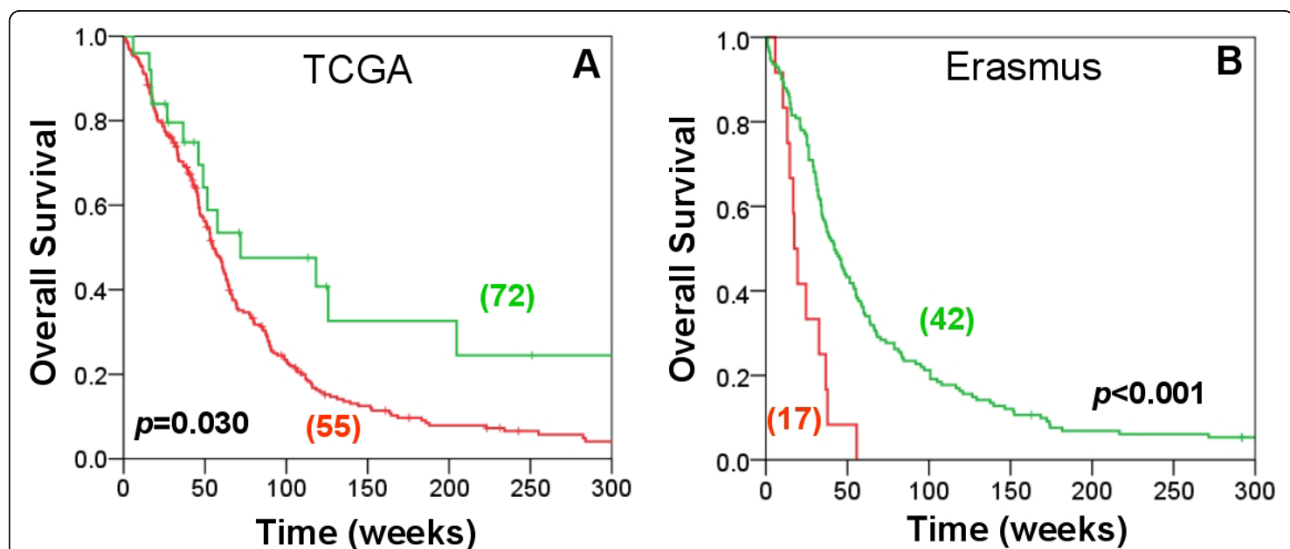 TCGA
A
Overall Survival
1.0
0.8
0.6
0.4
0.2
0.0
(72)
(55)
p=0.030
0 50 100 150 200 250 300
Time (weeks)
Erasmus
B
Overall Survival
1.0
0.8
0.6
0.4
0.2
0.0
(42)
(17)
p<0.001
0 50 100 150 200 250 300
Time (weeks)